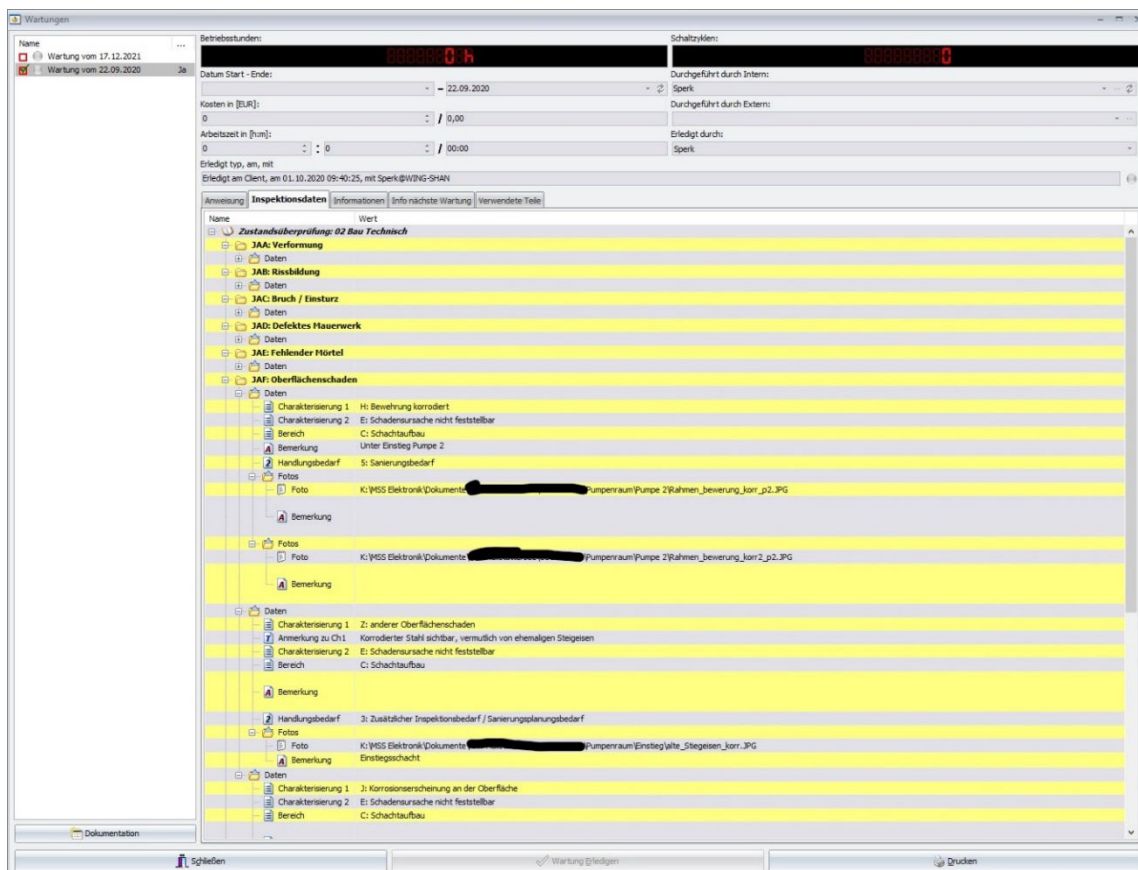 Wartungen
Name ...
Wartung vom 17.12.2021
Wartung vom 22.09.2020 Ja
Dokumentation
Betriebsstunden: Schaltzyklen:
0 h 0
Datum Start - Ende: Durchgeführt durch Intern:
– 22.09.2020 Sperk
Kosten in [EUR]: Durchgeführt durch Extern:
0 / 0,00
Arbeitszeit in [h:m]: Erledigt durch:
0 : 0 / 00:00 Sperk
Erledigt typ, am, mit
Erledigt am Client, am 01.10.2020 09:40:25, mit Sperk@WING-SHAN
Anweisung Inspektionsdaten Informationen Info nächste Wartung Verwendete Teile
Name Wert
Zustandsüberprüfung: 02 Bau Technisch
JAA: Verformung
Daten
JAB: Rissbildung
Daten
JAC: Bruch / Einsturz
Daten
JAD: Defektes Mauerwerk
Daten
JAE: Fehlender Mörtel
Daten
JAF: Oberflächenschaden
Daten
Charakterisierung 1 H: Bewehrung korrodiert
Charakterisierung 2 E: Schadensursache nicht feststellbar
Bereich C: Schachtaufbau
Bemerkung Unter Einstieg Pumpe 2
Handlungsbedarf 5: Sanierungsbedarf
Fotos
Foto K:\MSS Elektronik\Dokumente Pumpenraum\Pumpe 2\Rahmen_bewerung_korr_p2.JPG
Bemerkung
Fotos
Foto K:\MSS Elektronik\Dokumente Pumpenraum\Pumpe 2\Rahmen_bewerung_korr2_p2.JPG
Bemerkung
Daten
Charakterisierung 1 Z: anderer Oberflächenschaden
Anmerkung zu Ch1 Korrodierter Stahl sichtbar, vermutlich von ehemaligen Steigeisen
Charakterisierung 2 E: Schadensursache nicht feststellbar
Bereich C: Schachtaufbau
Bemerkung
Handlungsbedarf 3: Zusätzlicher Inspektionsbedarf / Sanierungsplanungsbedarf
Fotos
Foto K:\MSS Elektronik\Dokumente Pumpenraum\Einstieg\alte_Stiegeisen_korr.JPG
Bemerkung Einstiegsschacht
Daten
Charakterisierung 1 J: Korrosionserscheinung an der Oberfläche
Charakterisierung 2 E: Schadensursache nicht feststellbar
Bereich C: Schachtaufbau
Schließen Wartung Erledigen Drucken